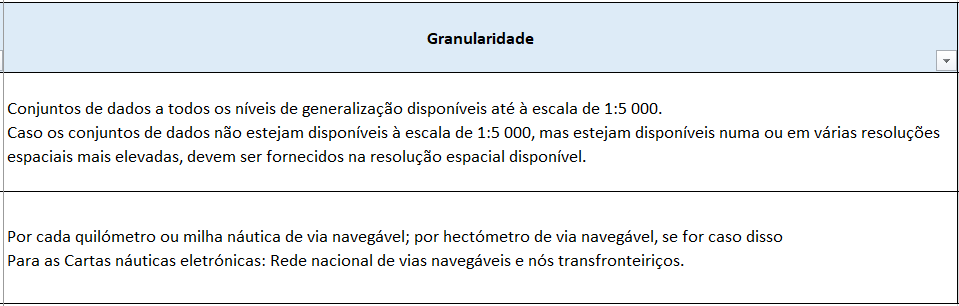 Granularidade
Conjuntos de dados a todos os níveis de generalização disponíveis até à escala de 1:5 000.
Caso os conjuntos de dados não estejam disponíveis à escala de 1:5 000, mas estejam disponíveis numa ou em várias resoluções
espaciais mais elevadas, devem ser fornecidos na resolução espacial disponível.
Por cada quilómetro ou milha náutica de via navegável; por hectómetro de via navegável, se for caso disso
Para as Cartas náuticas eletrónicas: Rede nacional de vias navegáveis e nós transfronteiriços.